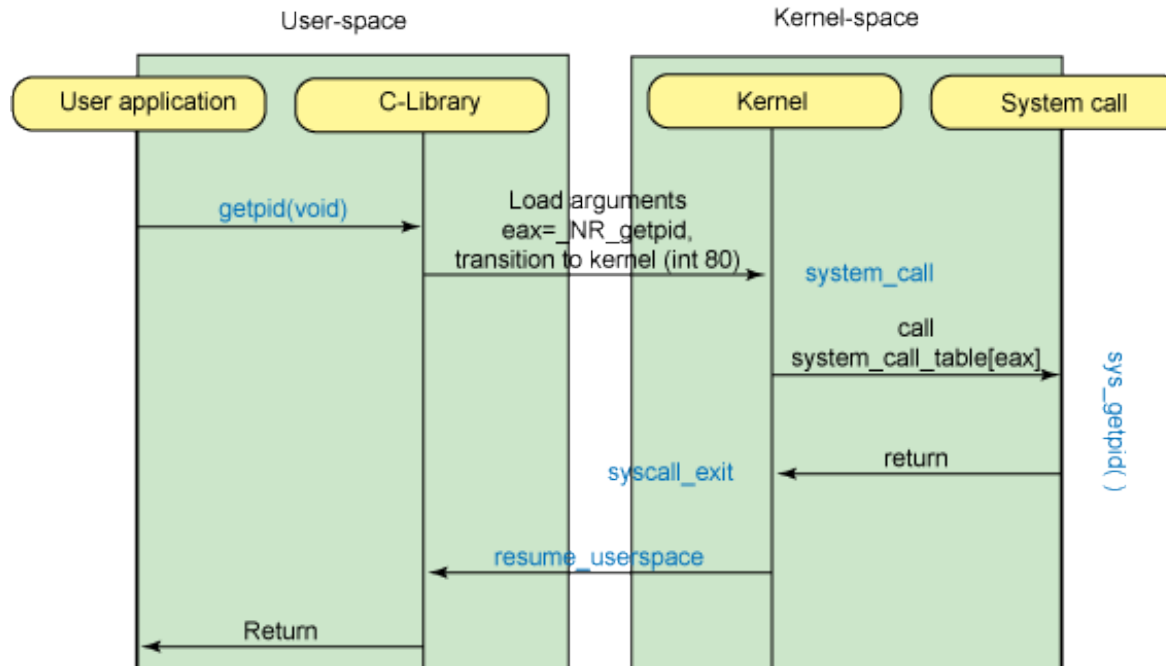 User-space
Kernel-space
User application
C-Library
Kernel
System call
getpid(void)
Load arguments
eax=_NR_getpid,
transition to kernel (int 80)
system_call
call
system_call_table[eax]
sys_getpid( )
return
syscall_exit
resume_userspace
Return